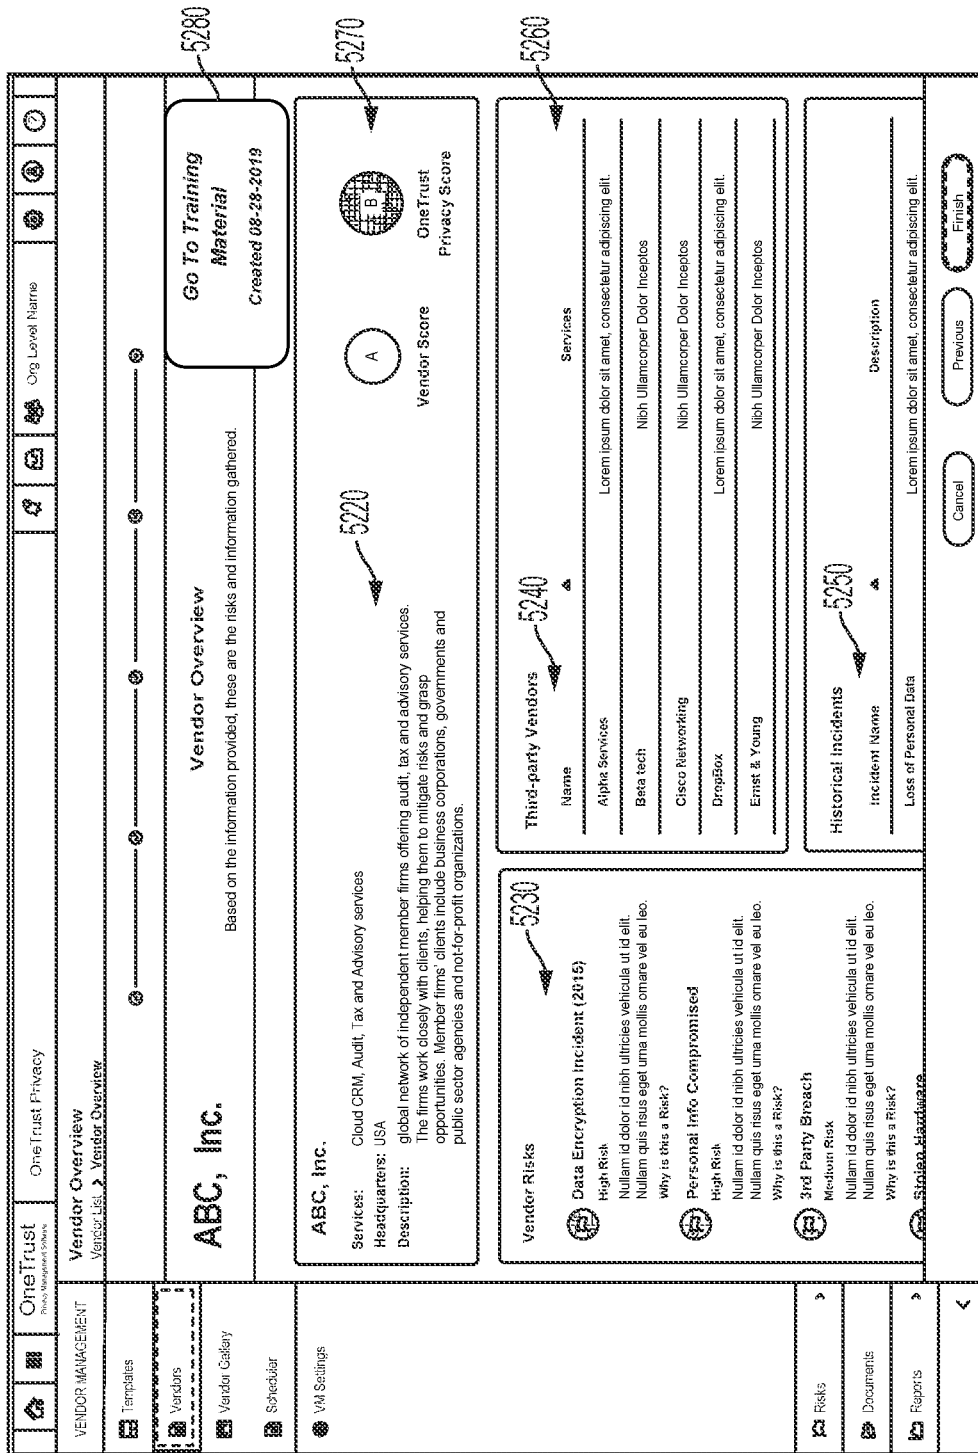 OneTrust
Privacy Management Software
OneTrust Privacy
Org Level Name
VENDOR MANAGEMENT
Templates
Vendors
Vendor Gallery
Scheduler
VM Settings
Risks
Documents
Reports
Vendor Overview
Vendor List > Vendor Overview
ABC, Inc.
Vendor Overview
Based on the information provided, these are the risks and information gathered.
Go To Training
Material
Created 08-28-2019
5280
ABC, Inc.
Services: Cloud CRM, Audit, Tax and Advisory services
Headquarters: USA
Description: global network of independent member firms offering audit, tax and advisory services.
The firms work closely with clients, helping them to mitigate risks and grasp
opportunities. Member firms' clients include business corporations, governments and
public sector agencies and not-for-profit organizations.
5220
A
Vendor Score
B
OneTrust
Privacy Score
5270
Vendor Risks
5230
Data Encryption Incident (2015)
High Risk
Nullam id dolor id nibh ultricies vehicula ut id elit.
Nullam quis risus eget urna mollis ornare vel eu leo.
Why is this a Risk?
Personal Info Compromised
High Risk
Nullam id dolor id nibh ultricies vehicula ut id elit.
Nullam quis risus eget urna mollis ornare vel eu leo.
Why is this a Risk?
3rd Party Breach
Medium Risk
Nullam id dolor id nibh ultricies vehicula ut id elit.
Nullam quis risus eget urna mollis ornare vel eu leo.
Why is this a Risk?
Stolen Hardware
Third-party Vendors
5240
5260
Name Services
Alpha Services Lorem ipsum dolor sit amet, consectetur adipiscing elit.
Beta tech Nibh Ullamcorper Dolor Inceptos
Cisco Networking Nibh Ullamcorper Dolor Inceptos
DropBox Lorem ipsum dolor sit amet, consectetur adipiscing elit.
Ernst & Young Nibh Ullamcorper Dolor Inceptos
Historical Incidents
5250
Incident Name Description
Loss of Personal Data Lorem ipsum dolor sit amet, consectetur adipiscing elit.
Cancel
Previous
Finish